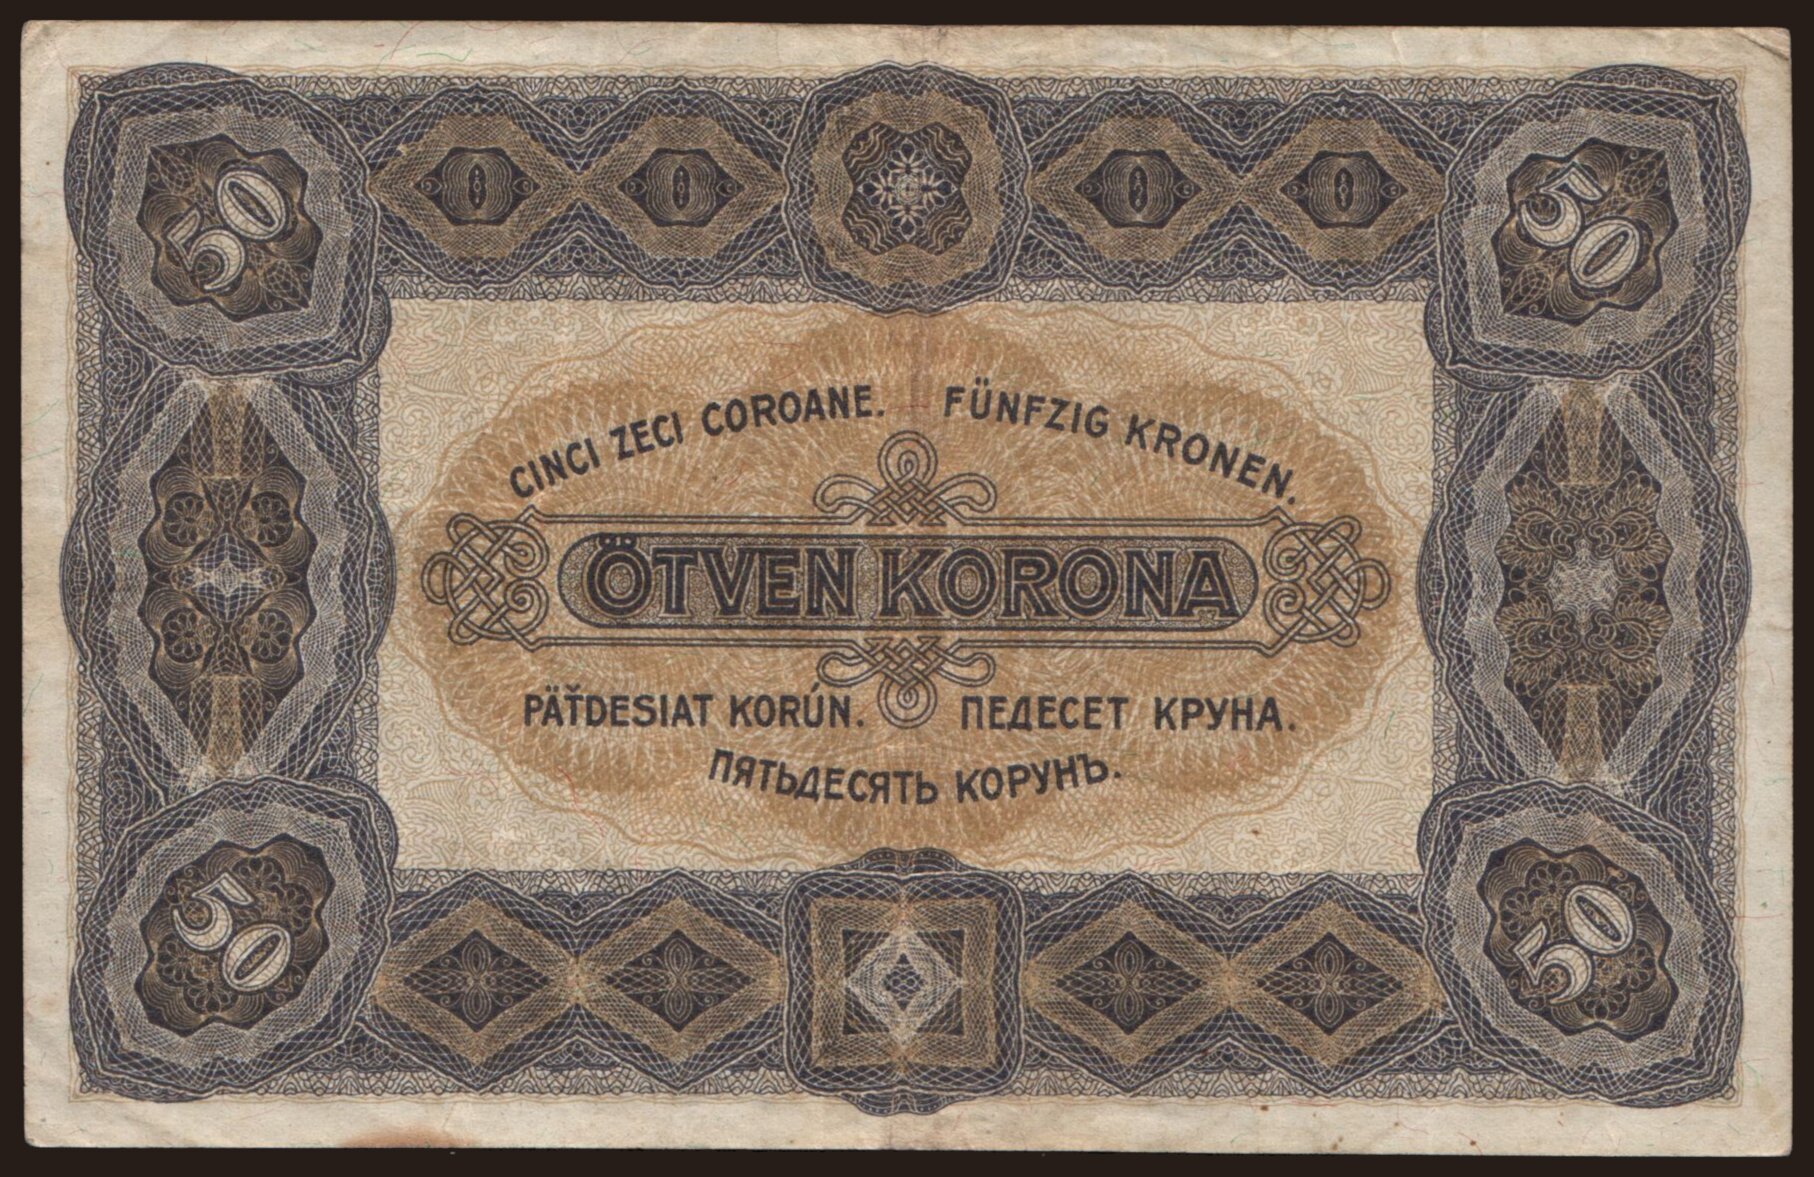 50
50
CINCI ZECI COROANE. FÜNFZIG KRONEN.
ÖTVEN KORONA
PÄŤDESIAT KORÚN. ПЕДЕСЕТ КРУНА.
ПЯТЬДЕСЯТЬ КОРУНЪ.
50
50